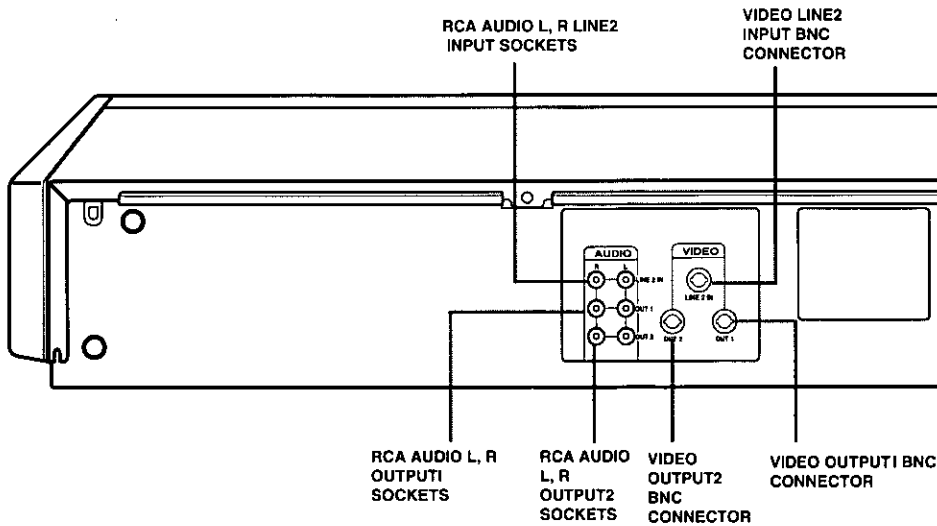 RCA AUDIO L, R LINE2
INPUT SOCKETS
VIDEO LINE2
INPUT BNC
CONNECTOR
AUDIO
R L
LINE 2 IN
OUT 1
OUT 2
VIDEO
LINE 2 IN
OUT 2
OUT 1
RCA AUDIO L, R
OUTPUT1
SOCKETS
RCA AUDIO
L, R
OUTPUT2
SOCKETS
VIDEO
OUTPUT2
BNC
CONNECTOR
VIDEO OUTPUT1 BNC
CONNECTOR